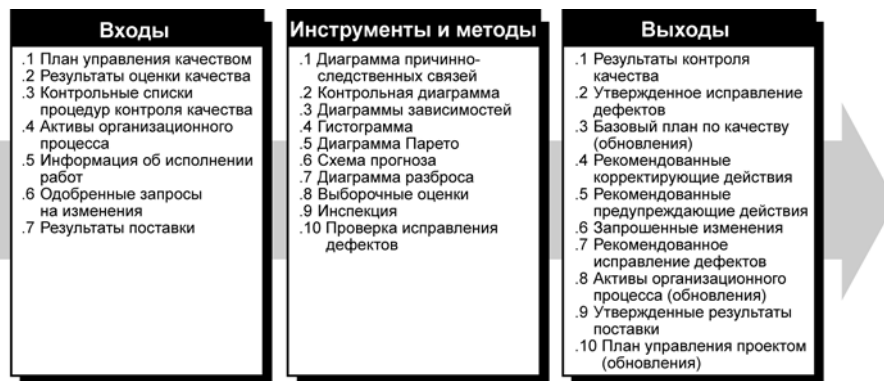 Входы
.1 План управления качеством
.2 Результаты оценки качества
.3 Контрольные списки
процедур контроля качества
.4 Активы организационного
процесса
.5 Информация об исполнении
работ
.6 Одобренные запросы
на изменения
.7 Результаты поставки
Инструменты и методы
.1 Диаграмма причинно-
следственных связей
.2 Контрольная диаграмма
.3 Диаграммы зависимостей
.4 Гистограмма
.5 Диаграмма Парето
.6 Схема прогноза
.7 Диаграмма разброса
.8 Выборочные оценки
.9 Инспекция
.10 Проверка исправления
дефектов
Выходы
.1 Результаты контроля
качества
.2 Утвержденное исправление
дефектов
.3 Базовый план по качеству
(обновления)
.4 Рекомендованные
корректирующие действия
.5 Рекомендованные
предупреждающие действия
.6 Запрошенные изменения
.7 Рекомендованное
исправление дефектов
.8 Активы организационного
процесса (обновления)
.9 Утвержденные результаты
поставки
.10 План управления проектом
(обновления)